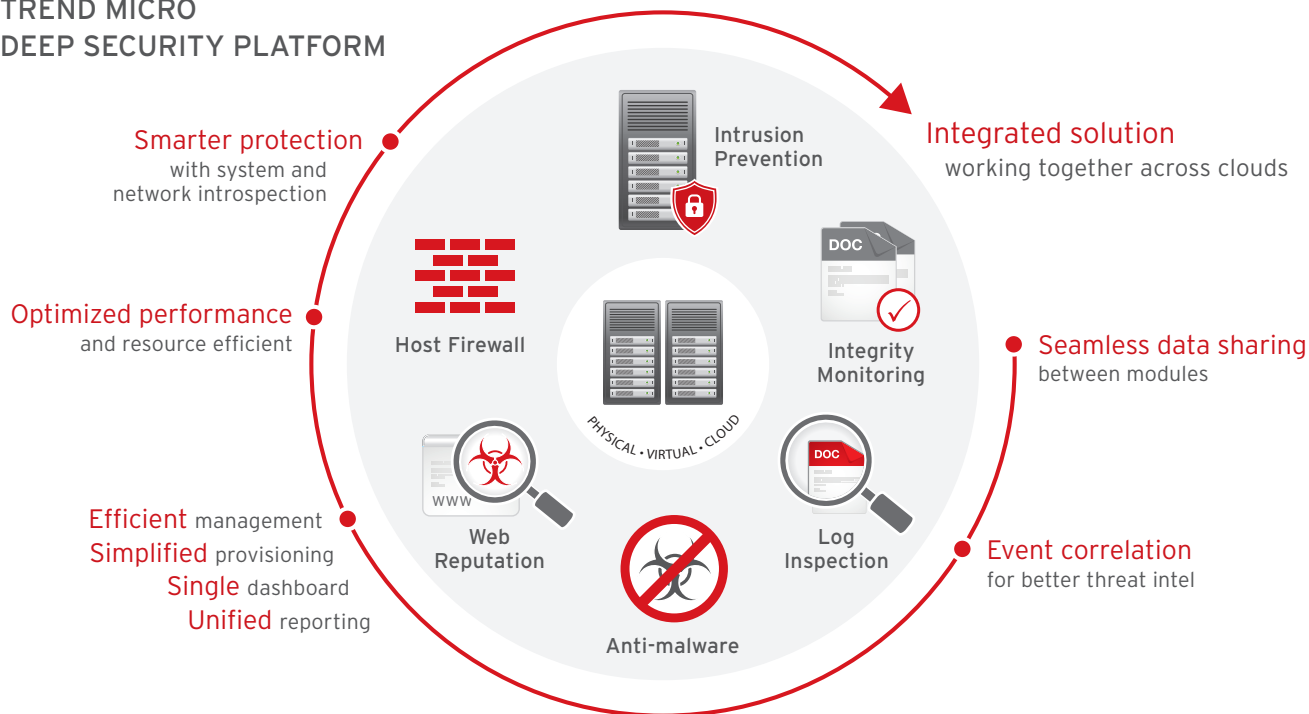 TREND MICRO
DEEP SECURITY PLATFORM
Smarter protection
with system and
network introspection
Optimized performance
and resource efficient
Efficient management
Simplified provisioning
Single dashboard
Unified reporting
Intrusion
Prevention
Host Firewall
DOC
Integrity
Monitoring
PHYSICAL • VIRTUAL • CLOUD
WWW
Web
Reputation
DOC
Log
Inspection
Anti-malware
Integrated solution
working together across clouds
Seamless data sharing
between modules
Event correlation
for better threat intel